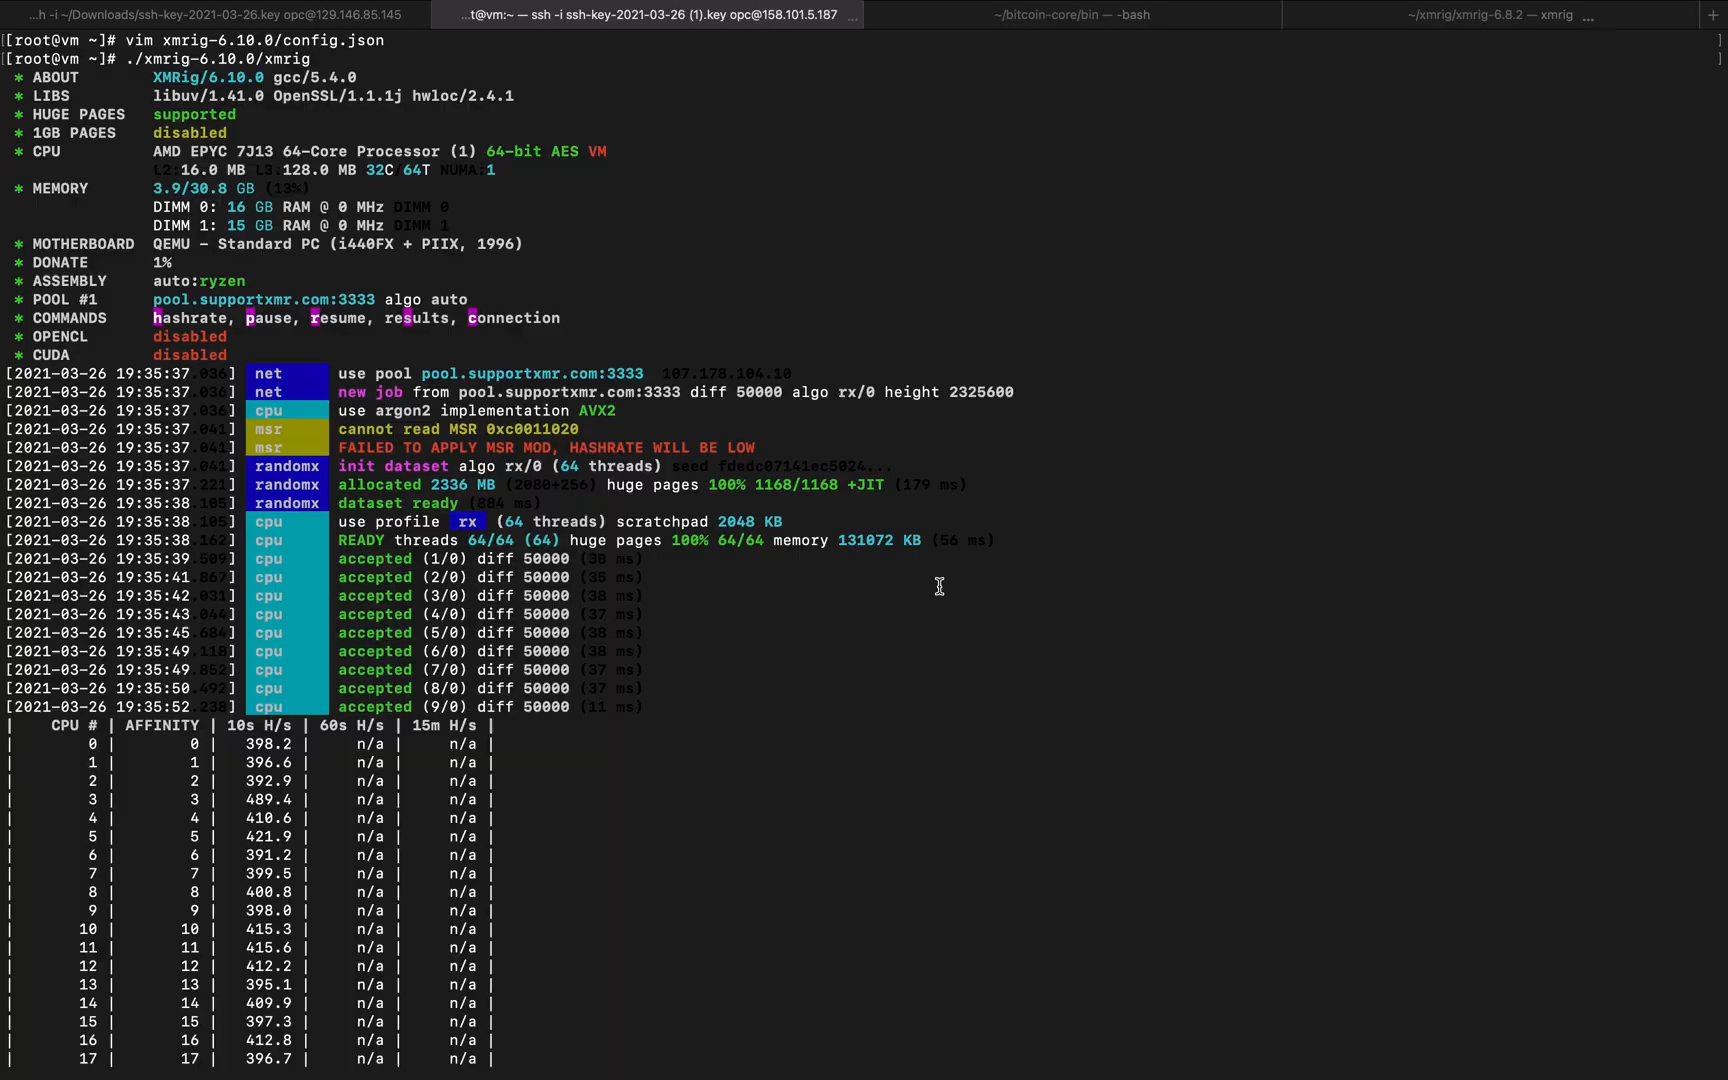 ...h -i ~/Downloads/ssh-key-2021-03-26.key opc@129.146.85.145
...t@vm:~ — ssh -i ssh-key-2021-03-26 (1).key opc@158.101.5.187 ...
~/bitcoin-core/bin — -bash
~/xmrig/xmrig-6.8.2 — xmrig ...
+
[[root@vm ~]# vim xmrig-6.10.0/config.json ]
[[root@vm ~]# ./xmrig-6.10.0/xmrig ]
* ABOUT XMRig/6.10.0 gcc/5.4.0
* LIBS libuv/1.41.0 OpenSSL/1.1.1j hwloc/2.4.1
* HUGE PAGES supported
* 1GB PAGES disabled
* CPU AMD EPYC 7J13 64-Core Processor (1) 64-bit AES VM
L2:16.0 MB L3:128.0 MB 32C/64T NUMA:1
* MEMORY 3.9/30.8 GB (13%)
DIMM 0: 16 GB RAM @ 0 MHz DIMM 0
DIMM 1: 15 GB RAM @ 0 MHz DIMM 1
* MOTHERBOARD QEMU - Standard PC (i440FX + PIIX, 1996)
* DONATE 1%
* ASSEMBLY auto:ryzen
* POOL #1 pool.supportxmr.com:3333 algo auto
* COMMANDS hashrate, pause, resume, results, connection
* OPENCL disabled
* CUDA disabled
[2021-03-26 19:35:37.036] net use pool pool.supportxmr.com:3333 107.178.104.10
[2021-03-26 19:35:37.036] net new job from pool.supportxmr.com:3333 diff 50000 algo rx/0 height 2325600
[2021-03-26 19:35:37.036] cpu use argon2 implementation AVX2
[2021-03-26 19:35:37.041] msr cannot read MSR 0xc0011020
[2021-03-26 19:35:37.041] msr FAILED TO APPLY MSR MOD, HASHRATE WILL BE LOW
[2021-03-26 19:35:37.041] randomx init dataset algo rx/0 (64 threads) seed fdedc07141ec5024...
[2021-03-26 19:35:37.221] randomx allocated 2336 MB (2080+256) huge pages 100% 1168/1168 +JIT (179 ms)
[2021-03-26 19:35:38.105] randomx dataset ready (884 ms)
[2021-03-26 19:35:38.105] cpu use profile rx (64 threads) scratchpad 2048 KB
[2021-03-26 19:35:38.162] cpu READY threads 64/64 (64) huge pages 100% 64/64 memory 131072 KB (56 ms)
[2021-03-26 19:35:39.509] cpu accepted (1/0) diff 50000 (38 ms)
[2021-03-26 19:35:41.867] cpu accepted (2/0) diff 50000 (35 ms)
[2021-03-26 19:35:42.031] cpu accepted (3/0) diff 50000 (38 ms)
[2021-03-26 19:35:43.044] cpu accepted (4/0) diff 50000 (37 ms)
[2021-03-26 19:35:45.684] cpu accepted (5/0) diff 50000 (38 ms)
[2021-03-26 19:35:49.118] cpu accepted (6/0) diff 50000 (38 ms)
[2021-03-26 19:35:49.852] cpu accepted (7/0) diff 50000 (37 ms)
[2021-03-26 19:35:50.492] cpu accepted (8/0) diff 50000 (37 ms)
[2021-03-26 19:35:52.238] cpu accepted (9/0) diff 50000 (11 ms)
| CPU # | AFFINITY | 10s H/s | 60s H/s | 15m H/s |
| 0 | 0 | 398.2 | n/a | n/a |
| 1 | 1 | 396.6 | n/a | n/a |
| 2 | 2 | 392.9 | n/a | n/a |
| 3 | 3 | 489.4 | n/a | n/a |
| 4 | 4 | 410.6 | n/a | n/a |
| 5 | 5 | 421.9 | n/a | n/a |
| 6 | 6 | 391.2 | n/a | n/a |
| 7 | 7 | 399.5 | n/a | n/a |
| 8 | 8 | 400.8 | n/a | n/a |
| 9 | 9 | 398.0 | n/a | n/a |
| 10 | 10 | 415.3 | n/a | n/a |
| 11 | 11 | 415.6 | n/a | n/a |
| 12 | 12 | 412.2 | n/a | n/a |
| 13 | 13 | 395.1 | n/a | n/a |
| 14 | 14 | 409.9 | n/a | n/a |
| 15 | 15 | 397.3 | n/a | n/a |
| 16 | 16 | 412.8 | n/a | n/a |
| 17 | 17 | 396.7 | n/a | n/a |